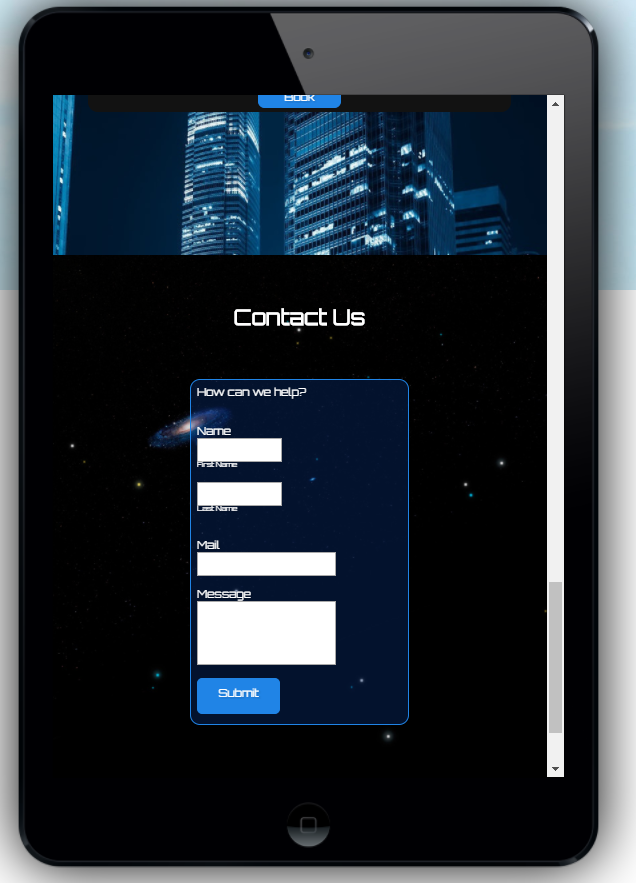 Book
Contact Us
How can we help?
Name
First Name
Last Name
Mail
Message
Submit